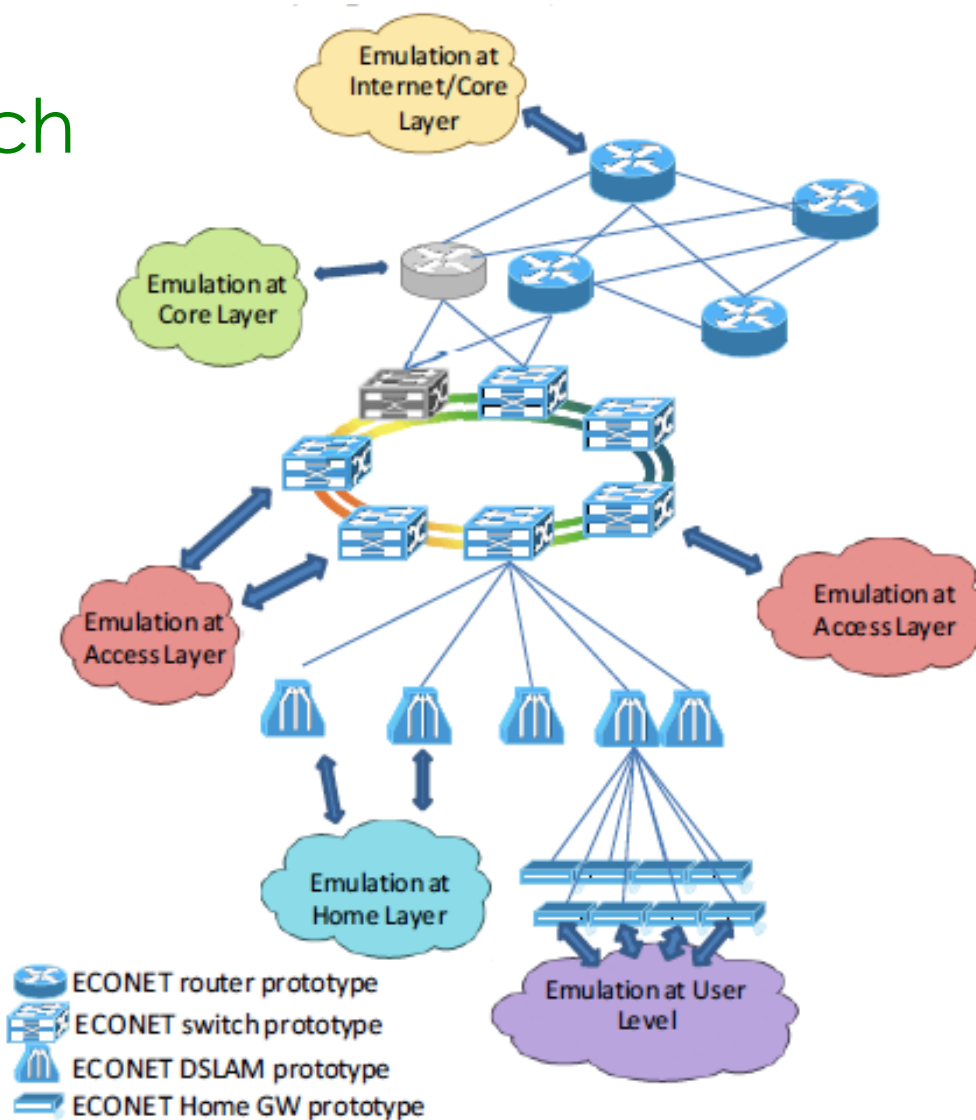 ch
Emulation at
Internet/Core
Layer
Emulation at
Core Layer
Emulation at
Access Layer
Emulation at
Access Layer
Emulation at
Home Layer
Emulation at User
Level
ECONET router prototype
ECONET switch prototype
ECONET DSLAM prototype
ECONET Home GW prototype